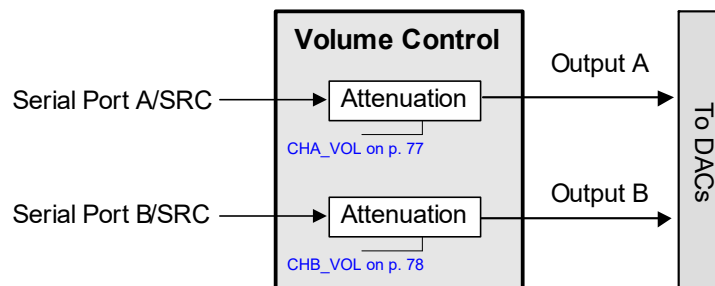 Volume Control
Output A
Serial Port A/SRC
Attenuation
CHA_VOL on p. 77
To DACs
Output B
Serial Port B/SRC
Attenuation
CHB_VOL on p. 78